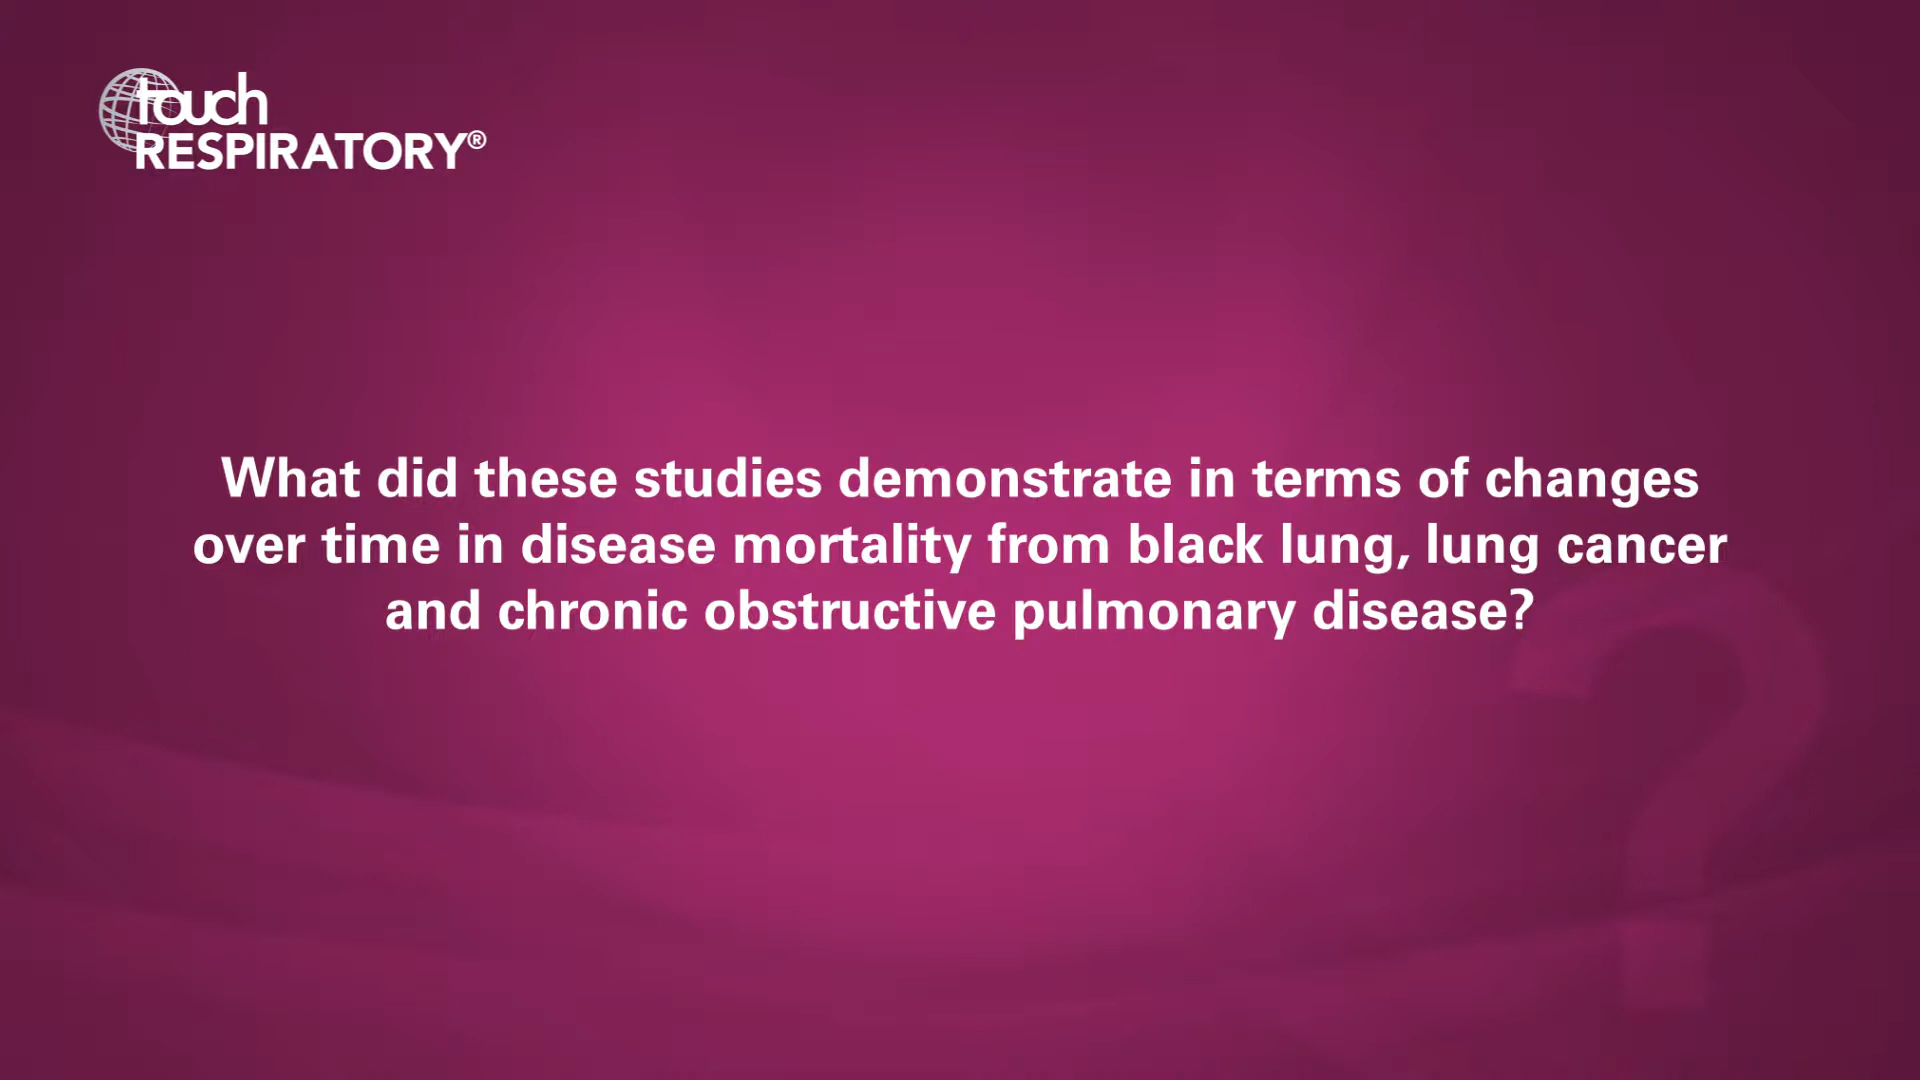 touch
RESPIRATORY®
What did these studies demonstrate in terms of changes
over time in disease mortality from black lung, lung cancer
and chronic obstructive pulmonary disease?
?